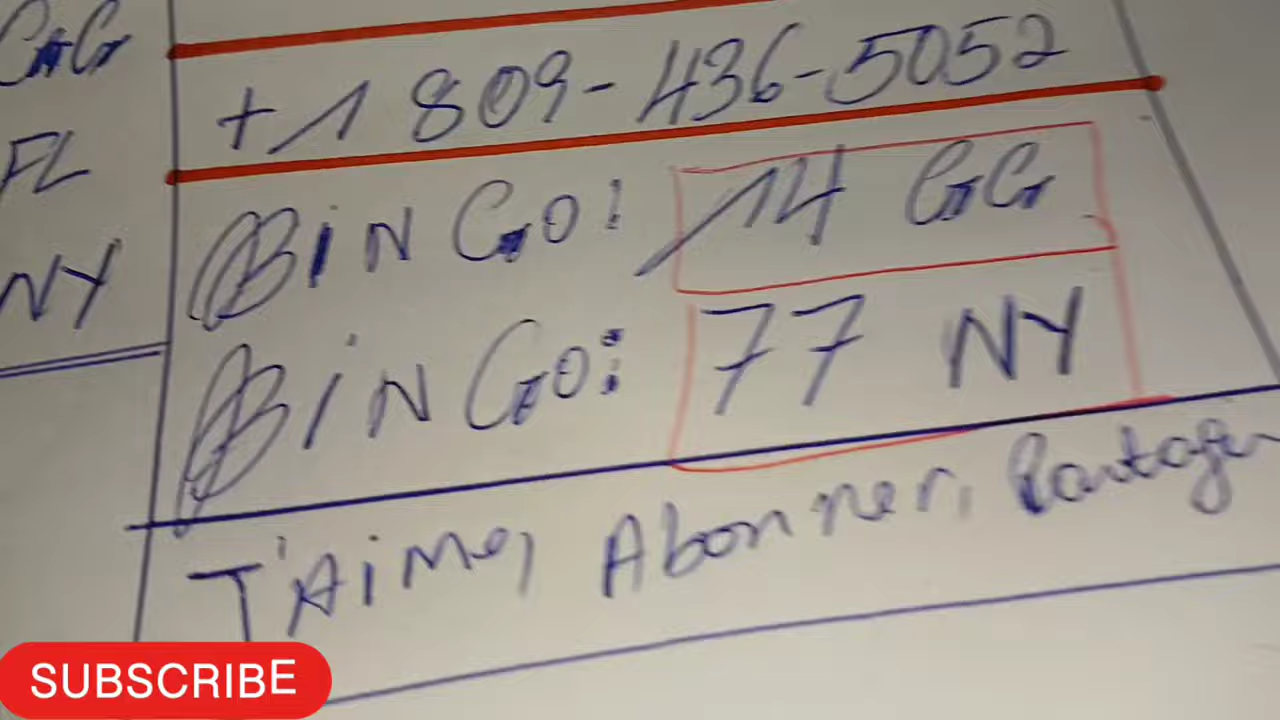 GG
+1 809-436-5052
FL
BiNGO: 14 GG
NY
BiNGO: 77 NY
J'AiMe, Abonner, Partager
SUBSCRIBE